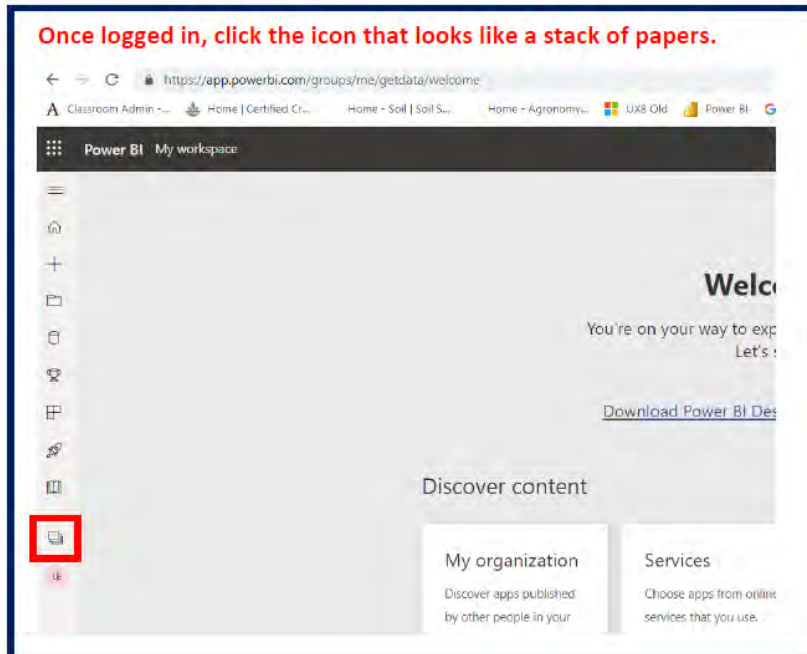 Once logged in, click the icon that looks like a stack of papers.
https://app.powerbi.com/groups/me/getdata/welcome
A Classroom Admin -... Home | Certified Cr... Home - Soil | Soil S... Home - Agronomy... UX8 Old Power BI G
Power BI My workspace
Welc
You're on your way to exp
Let's s
Download Power BI Des
Discover content
My organization Services
Discover apps published Choose apps from online
by other people in your services that you use.